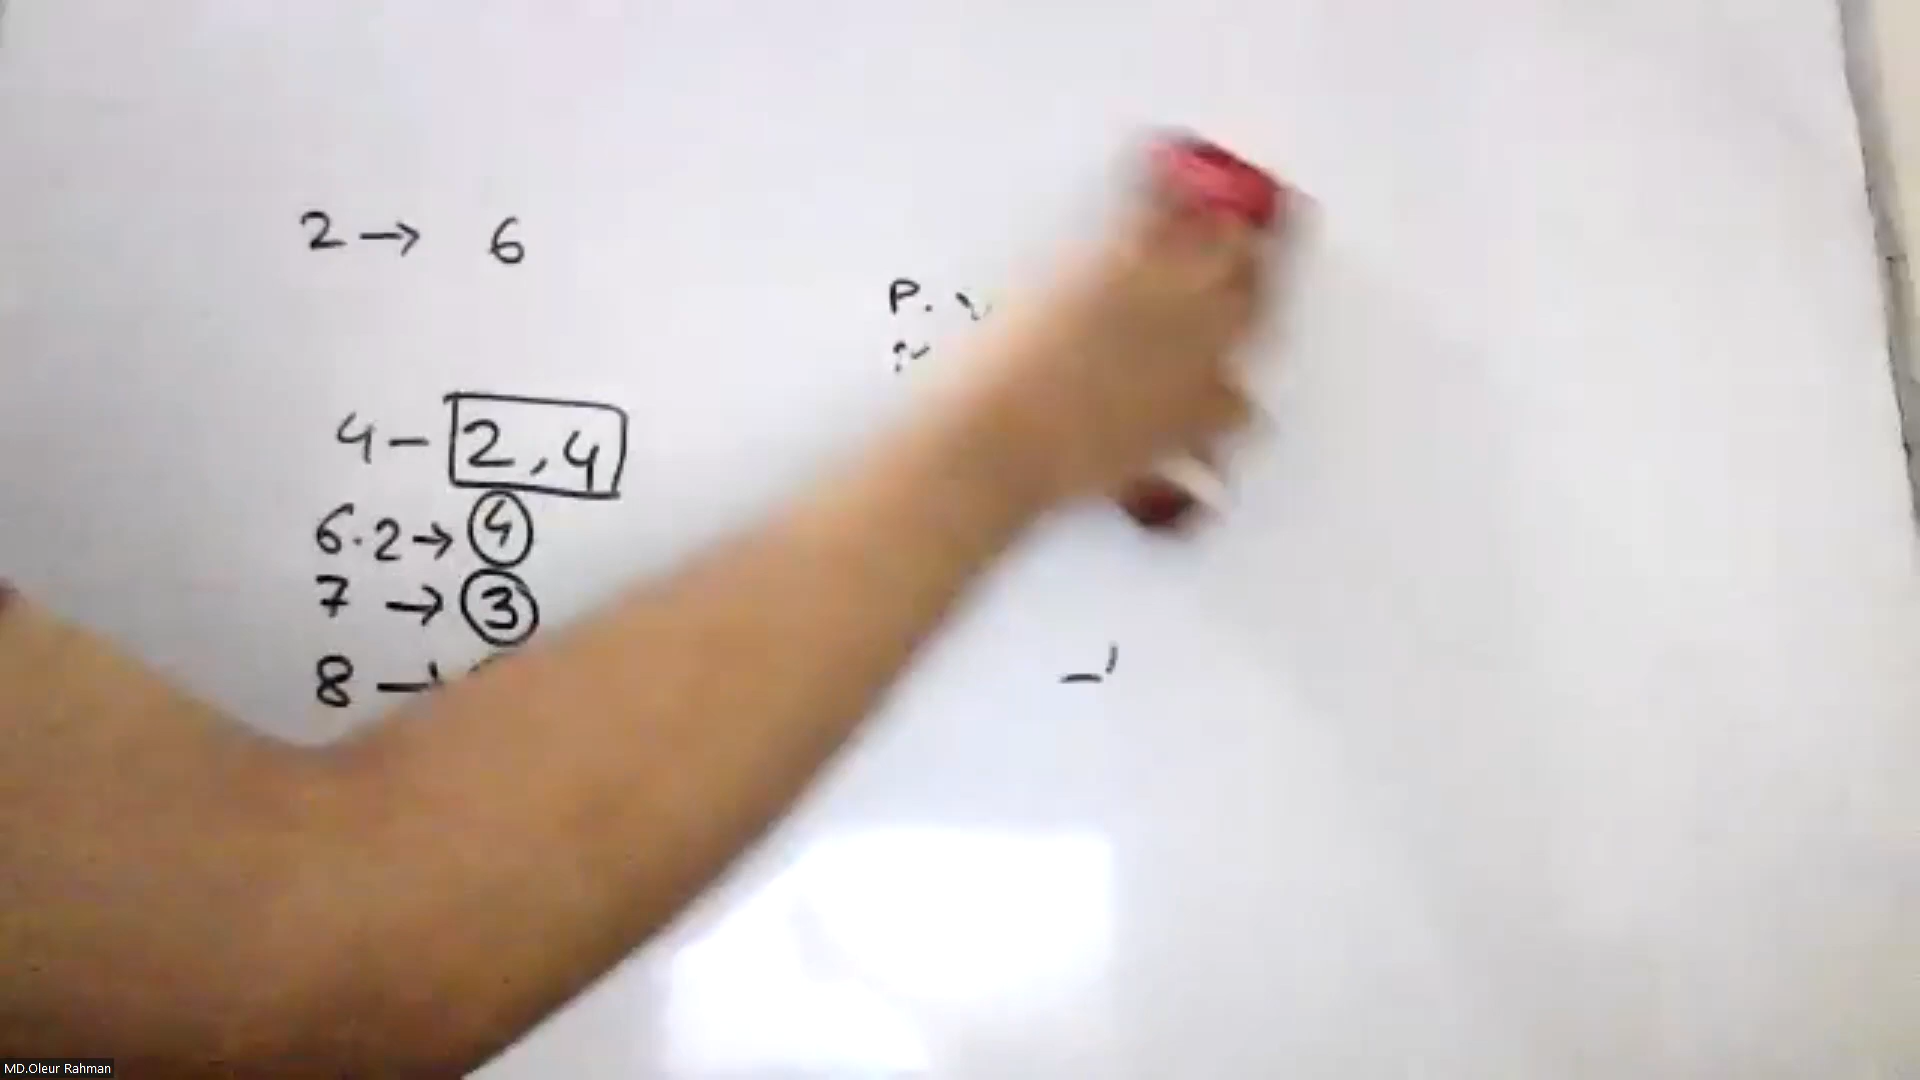 2 → 6
4 – 2, 4
6.2 → 4
7 → 3
8 →
P.
MD.Oleur Rahman